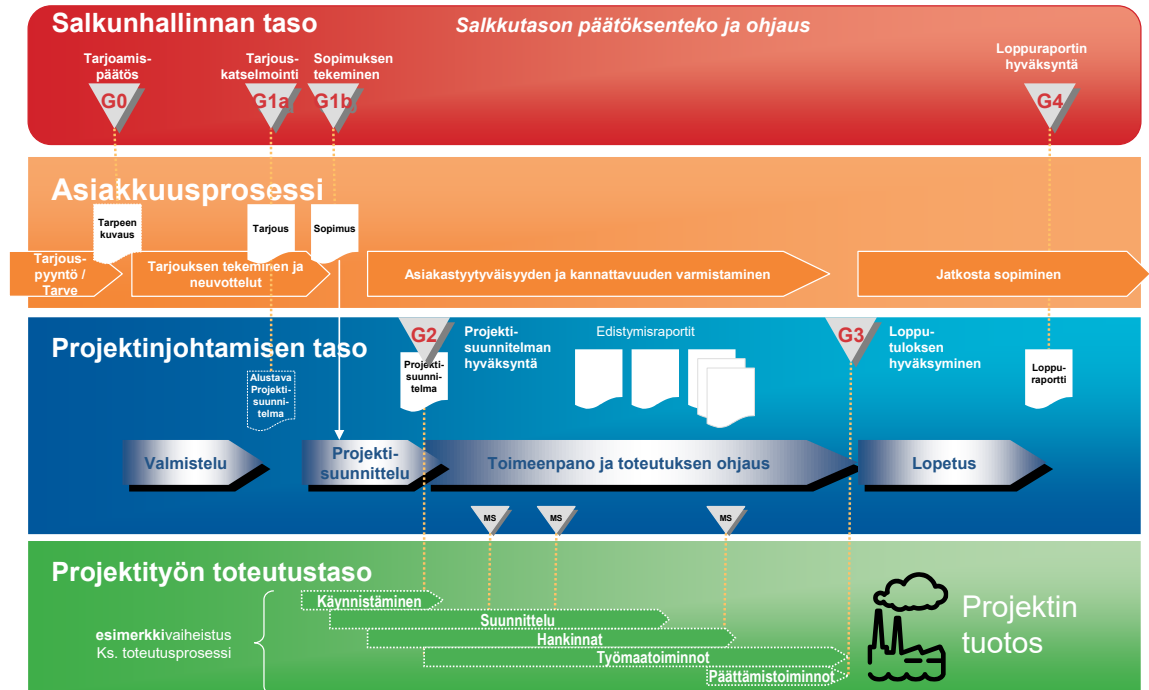 Salkunhallinnan taso
Salkkutason päätöksenteko ja ohjaus
Tarjoamis-
päätös
Tarjous-
katselmointi
Sopimuksen
tekeminen
Loppuraportin
hyväksyntä
G0
G1a
G1b
G4
Asiakkuusprosessi
Tarpeen
kuvaus
Tarjous
Sopimus
Tarjous-
pyyntö /
Tarve
Tarjouksen tekeminen ja
neuvottelut
Asiakastyytyväisyyden ja kannattavuuden varmistaminen
Jatkosta sopiminen
Projektinjohtamisen taso
G2
Projekti-
suunnitelman
hyväksyntä
Edistymisraportit
G3
Loppu-
tuloksen
hyväksyminen
Alustava
Projekti-
suunni-
telma
Projekti-
suunni-
telma
Loppu-
raportti
Valmistelu
Projekti-
suunnittelu
Toimeenpano ja toteutuksen ohjaus
Lopetus
MS
MS
MS
Projektityön toteutustaso
esimerkkivaiheistus
Ks. toteutusprosessi
Käynnistäminen
Suunnittelu
Hankinnat
Työmaatoiminnot
Päättämistoiminnot
Projektin
tuotos